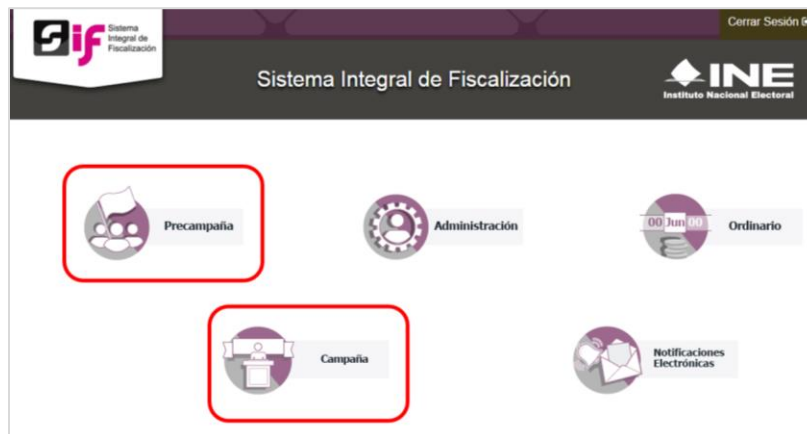 Sistema
Integral de
Fiscalización
sif
Cerrar Sesión
Sistema Integral de Fiscalización
INE
Instituto Nacional Electoral
Precampaña
Administración
00 Jun 00
Ordinario
Campaña
Notificaciones
Electrónicas